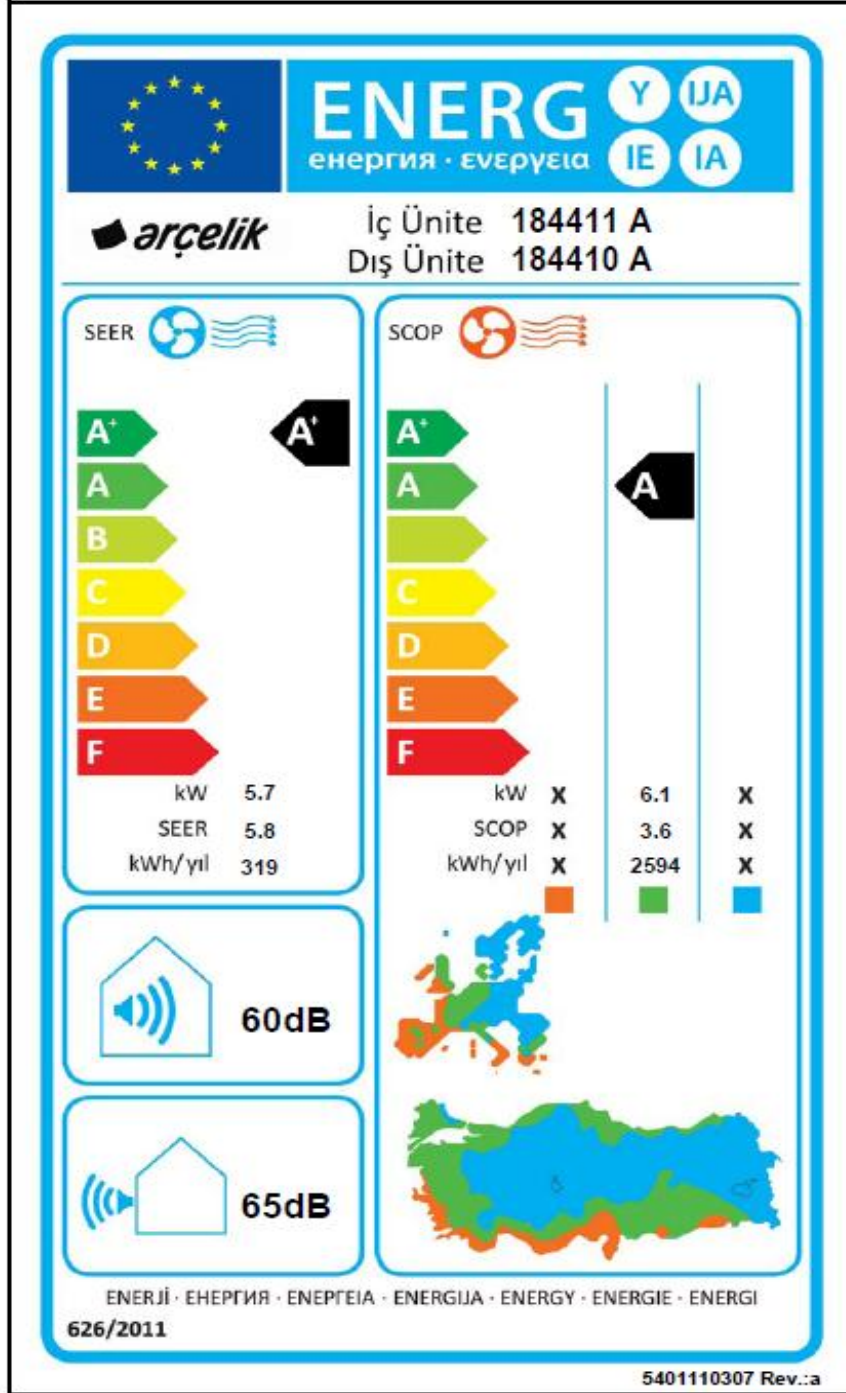 ENERG Y IJA
енергия · ενεργεια IE IA
arçelik
İç Ünite 184411 A
Dış Ünite 184410 A
SEER
A⁺ A⁺
A
B
C
D
E
F
kW 5.7
SEER 5.8
kWh/yıl 319
SCOP
A⁺
A A
C
D
E
F
kW X 6.1 X
SCOP X 3.6 X
kWh/yıl X 2594 X
60dB
65dB
ENERJİ · ЕНЕРГИЯ · ΕΝΕΡΓΕΙΑ · ENERGIJA · ENERGY · ENERGIE · ENERGI
626/2011
5401110307 Rev.:a